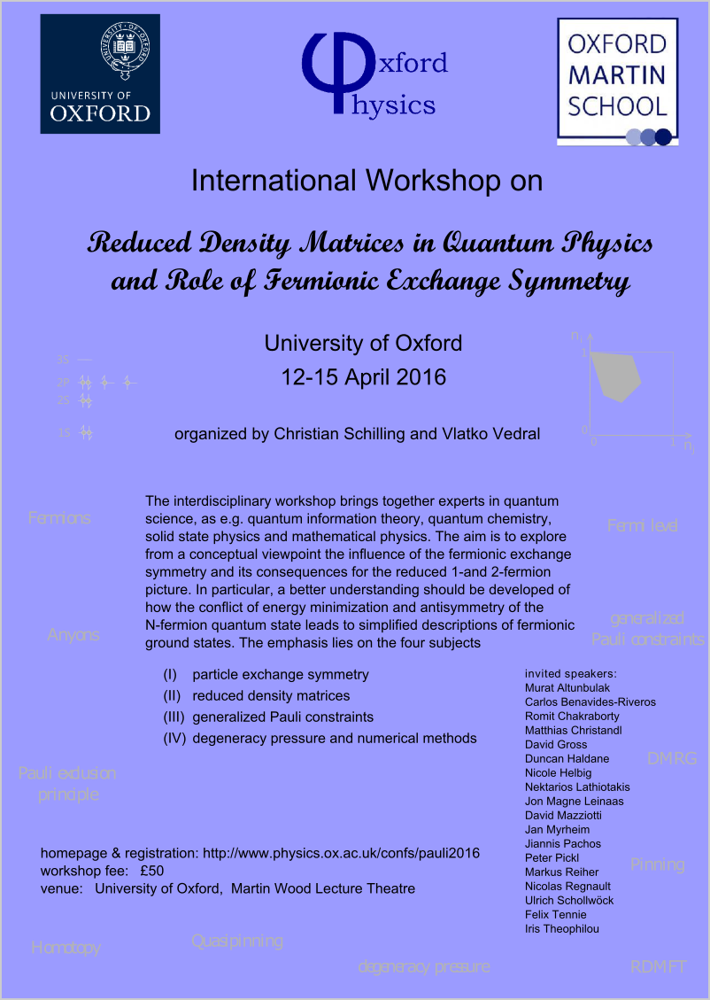 UNIVERSITY OF
OXFORD
Oxford
Physics
OXFORD
MARTIN
SCHOOL
International Workshop on
Reduced Density Matrices in Quantum Physics
and Role of Fermionic Exchange Symmetry
University of Oxford
12-15 April 2016
organized by Christian Schilling and Vlatko Vedral
3S
2P
2S
1S
n
1
0
0
1
n
The interdisciplinary workshop brings together experts in quantum
science, as e.g. quantum information theory, quantum chemistry,
solid state physics and mathematical physics. The aim is to explore
from a conceptual viewpoint the influence of the fermionic exchange
symmetry and its consequences for the reduced 1-and 2-fermion
picture. In particular, a better understanding should be developed of
how the conflict of energy minimization and antisymmetry of the
N-fermion quantum state leads to simplified descriptions of fermionic
ground states. The emphasis lies on the four subjects
(I) particle exchange symmetry
(II) reduced density matrices
(III) generalized Pauli constraints
(IV) degeneracy pressure and numerical methods
invited speakers:
Murat Altunbulak
Carlos Benavides-Riveros
Romit Chakraborty
Matthias Christandl
David Gross
Duncan Haldane
Nicole Helbig
Nektarios Lathiotakis
Jon Magne Leinaas
David Mazziotti
Jan Myrheim
Jiannis Pachos
Peter Pickl
Markus Reiher
Nicolas Regnault
Ulrich Schollwöck
Felix Tennie
Iris Theophilou
homepage & registration: http://www.physics.ox.ac.uk/confs/pauli2016
workshop fee: £50
venue: University of Oxford, Martin Wood Lecture Theatre
Fermions
Fermi level
Anyons
generalized
Pauli constraints
DMRG
Pauli exclusion
principle
Pinning
Homotopy
Quasipinning
degeneracy pressure
RDMFT